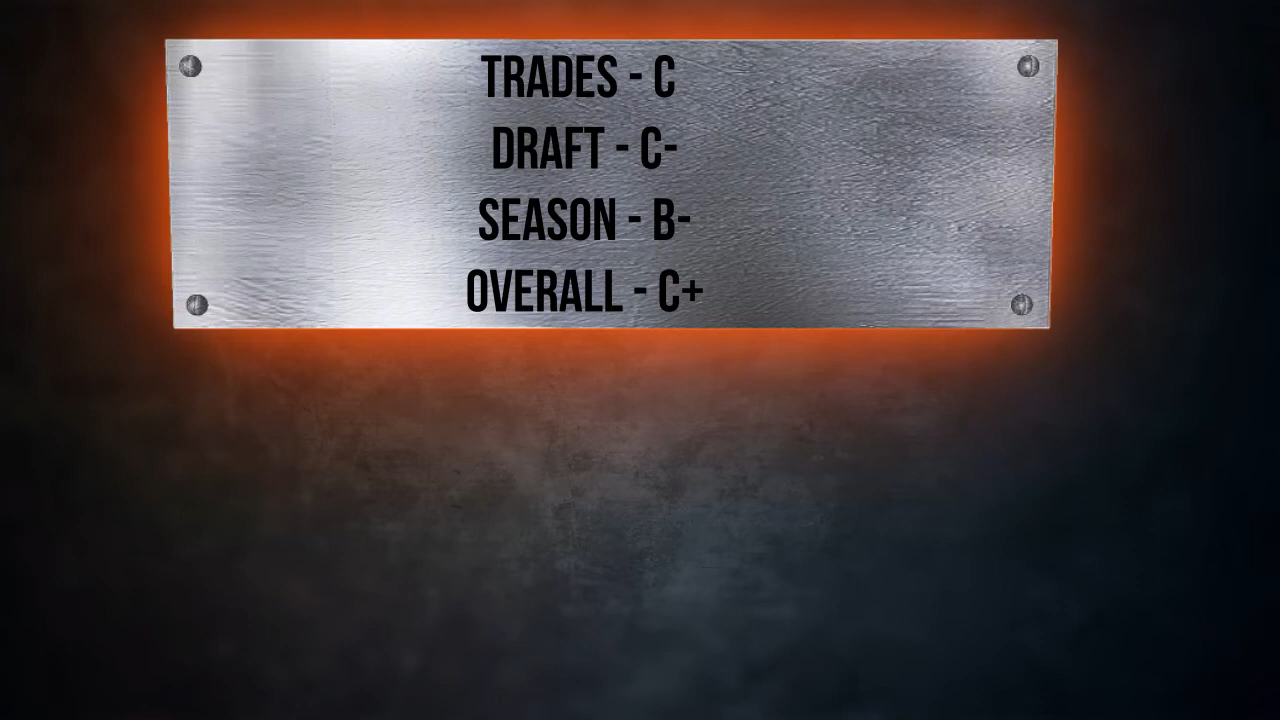 TRADES - C
DRAFT - C-
SEASON - B-
OVERALL - C+